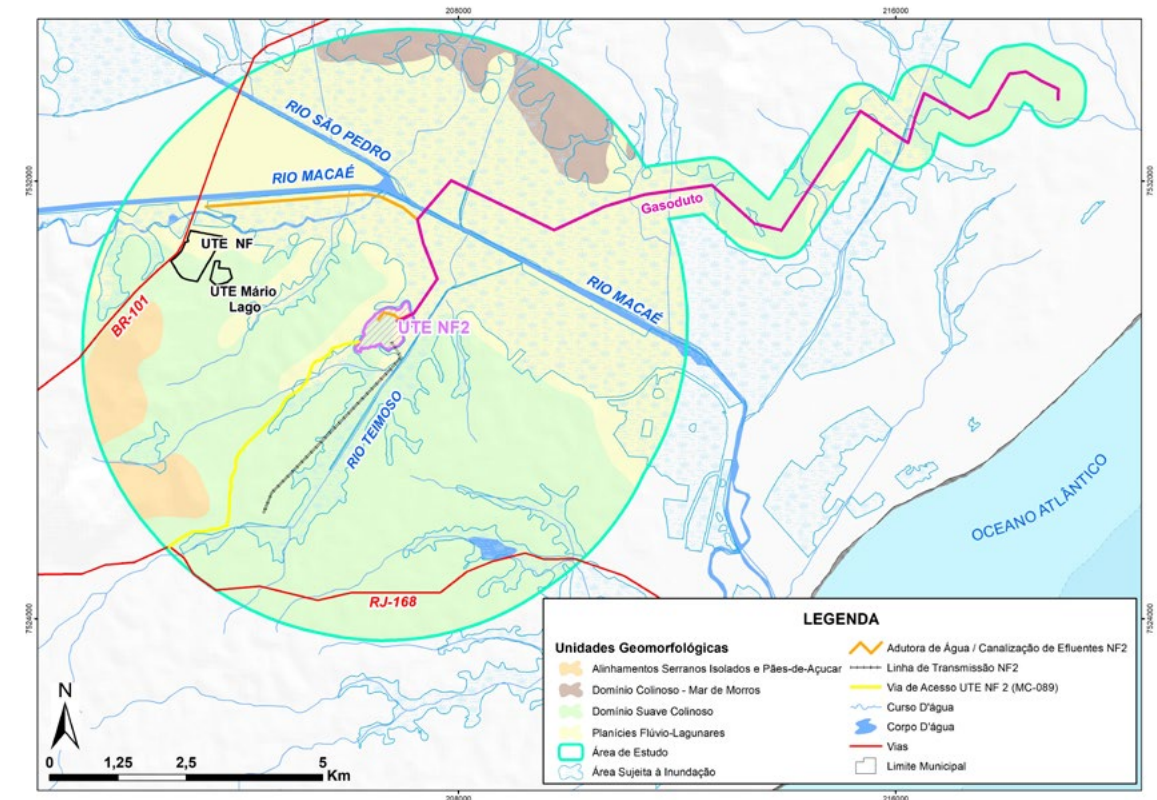 208000
216000
RIO SÃO PEDRO
7532000
7532000
RIO MACAÉ
Gasoduto
UTE NF
UTE Mário
Lago
BR-101
RIO MACAÉ
UTE NF2
RIO TEIMOSO
OCEANO ATLÂNTICO
RJ-168
7524000
7524000
LEGENDA
Unidades Geomorfológicas
Alinhamentos Serranos Isolados e Pães-de-Açucar
Domínio Colinoso - Mar de Morros
Domínio Suave Colinoso
Planícies Flúvio-Lagunares
Área de Estudo
Área Sujeita à Inundação
Adutora de Água / Canalização de Efluentes NF2
Linha de Transmissão NF2
Via de Acesso UTE NF 2 (MC-089)
Curso D'água
Corpo D'água
Vias
Limite Municipal
N
0 1,25 2,5 5
Km
208000
216000